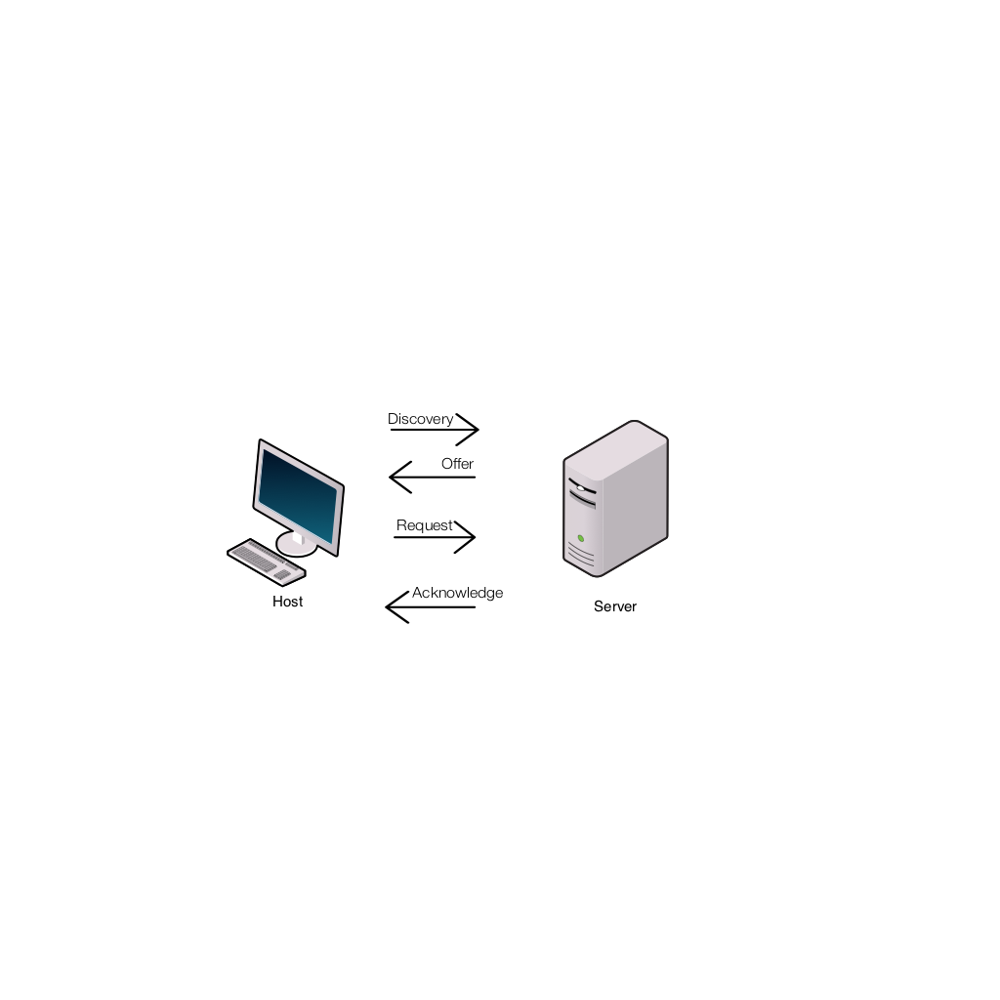 Discovery
Offer
Request
Acknowledge
Host
Server